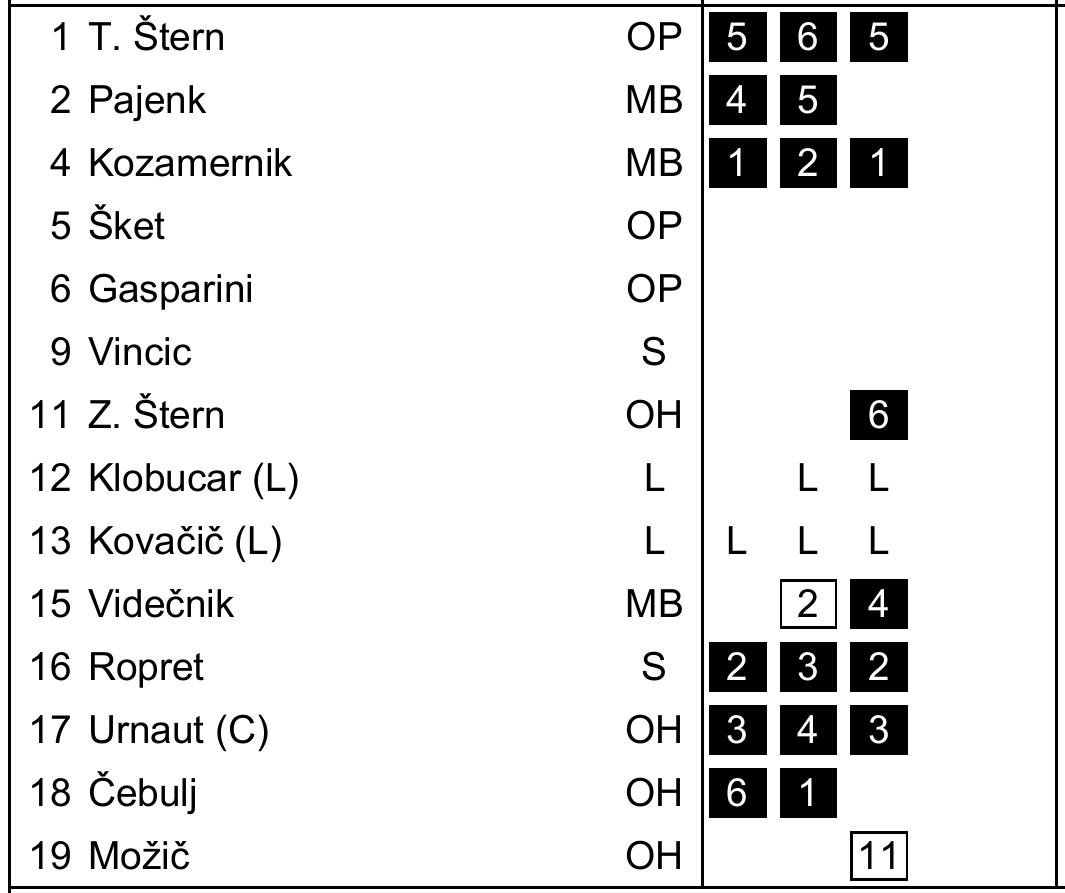 1 T. Štern OP 5 6 5
2 Pajenk MB 4 5
4 Kozamernik MB 1 2 1
5 Šket OP
6 Gasparini OP
9 Vincic S
11 Z. Štern OH 6
12 Klobucar (L) L L L
13 Kovačič (L) L L L L
15 Videčnik MB 2 4
16 Ropret S 2 3 2
17 Urnaut (C) OH 3 4 3
18 Čebulj OH 6 1
19 Možič OH 11